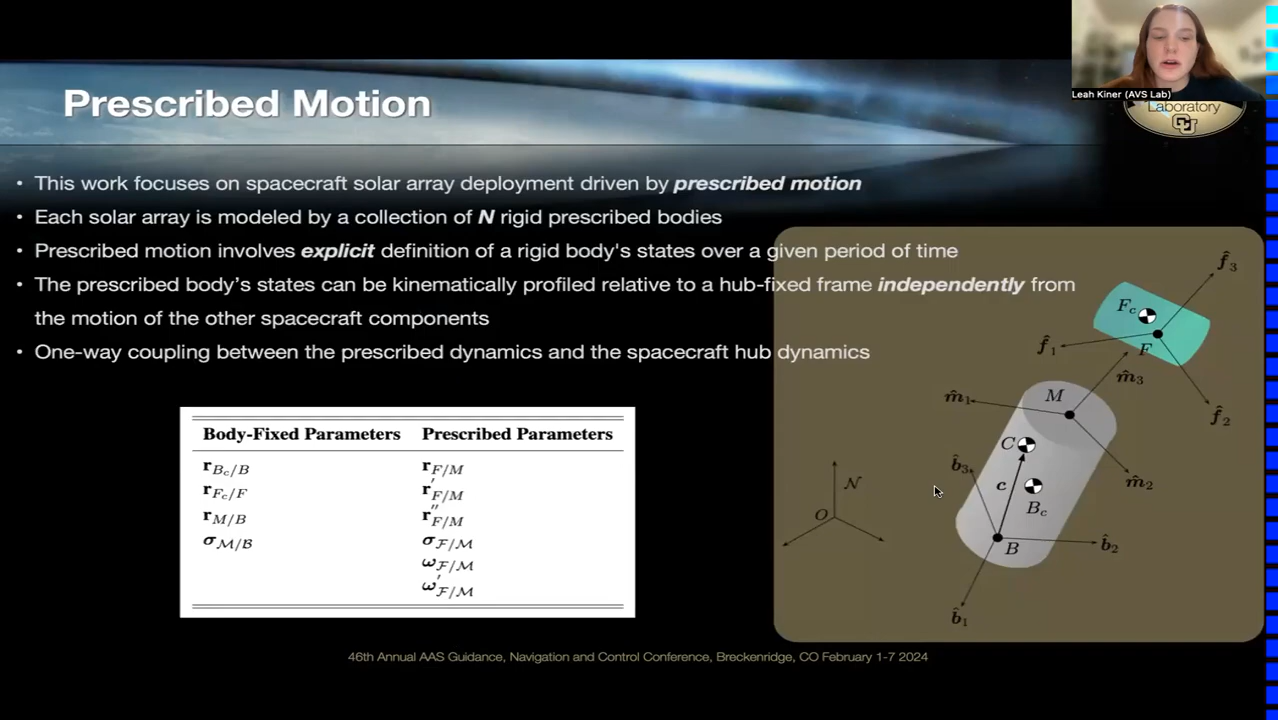 Leah Kiner (AVS Lab)
Laboratory
Prescribed Motion
• This work focuses on spacecraft solar array deployment driven by prescribed motion
• Each solar array is modeled by a collection of N rigid prescribed bodies
• Prescribed motion involves explicit definition of a rigid body's states over a given period of time
• The prescribed body's states can be kinematically profiled relative to a hub-fixed frame independently from
the motion of the other spacecraft components
• One-way coupling between the prescribed dynamics and the spacecraft hub dynamics
Body-Fixed Parameters Prescribed Parameters
r_{B_c/B} r_{F/M}
r_{F_c/F} r′_{F/M}
r_{M/B} r″_{F/M}
σ_{M/B} σ_{F/M}
ω_{F/M}
ω′_{F/M}
f̂₃
F_c
f̂₁
F
m̂₃
M
m̂₁
f̂₂
C
b̂₃
N
c
m̂₂
B_c
O
B
b̂₂
b̂₁
46th Annual AAS Guidance, Navigation and Control Conference, Breckenridge, CO February 1-7 2024